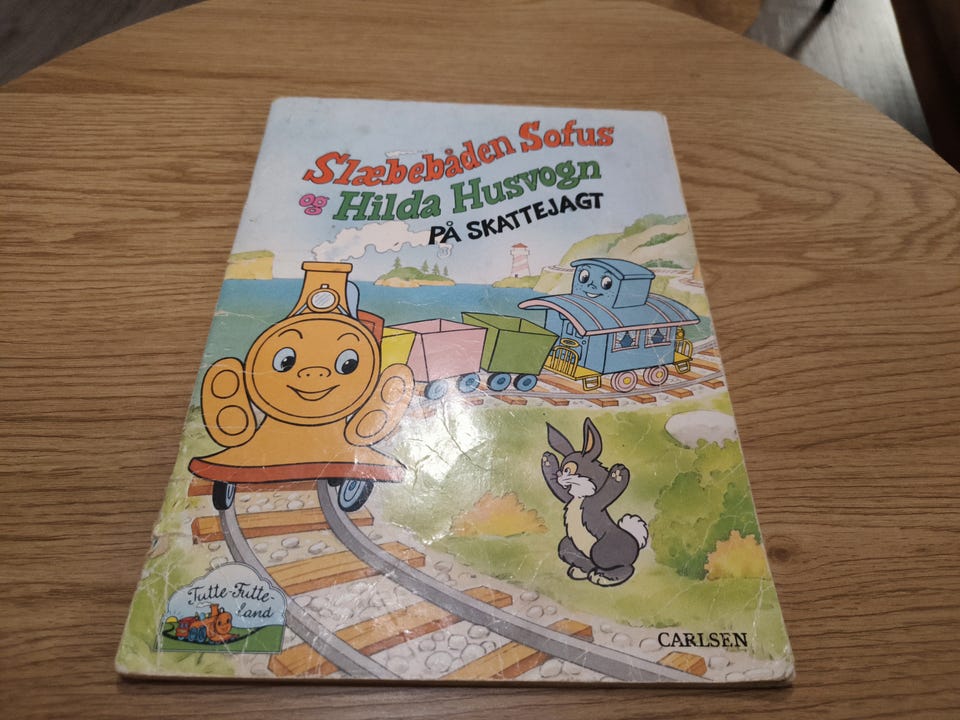 Slæbebåden Sofus
og Hilda Husvogn
PÅ SKATTEJAGT
Tutte-Futte-
Land
CARLSEN